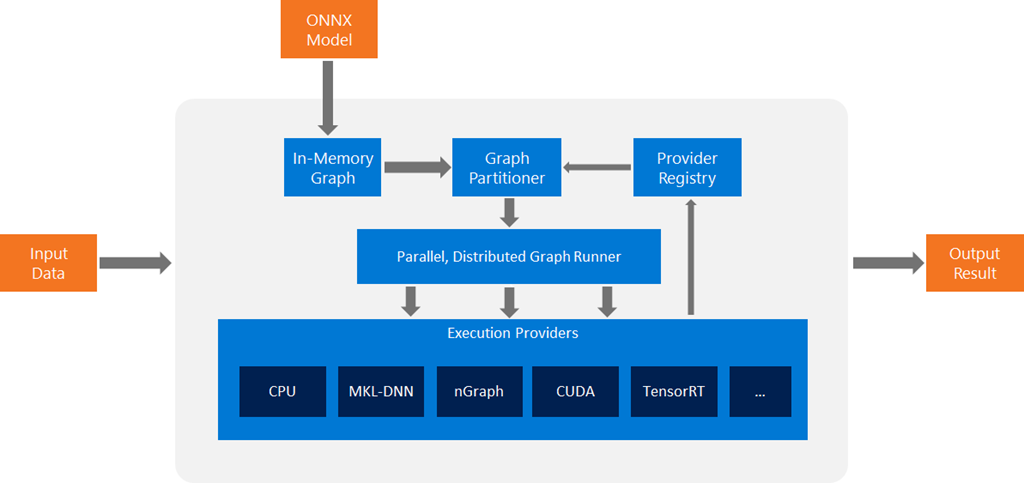 ONNX
Model
In-Memory
Graph
Graph
Partitioner
Provider
Registry
Input
Data
Parallel, Distributed Graph Runner
Output
Result
Execution Providers
CPU
MKL-DNN
nGraph
CUDA
TensorRT
...